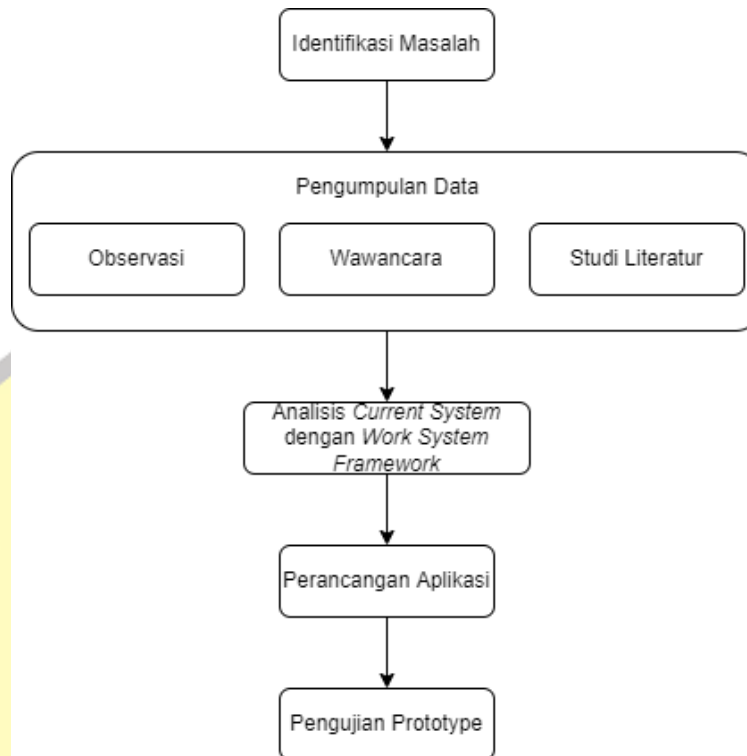 Identifikasi Masalah
Pengumpulan Data
Observasi
Wawancara
Studi Literatur
Analisis Current System
dengan Work System
Framework
Perancangan Aplikasi
Pengujian Prototype